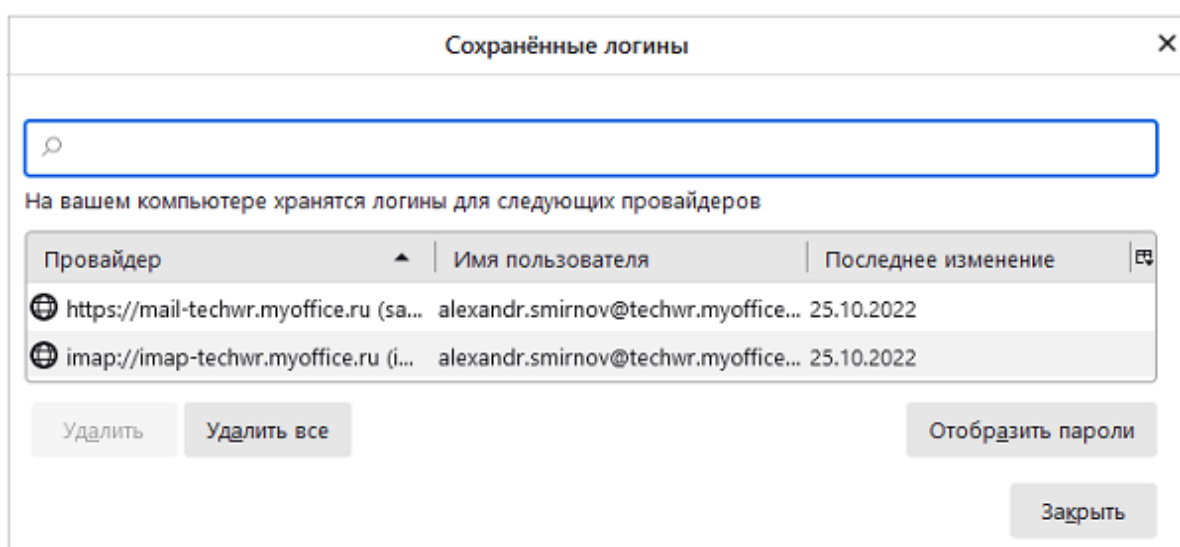 Сохранённые логины
На вашем компьютере хранятся логины для следующих провайдеров
Провайдер Имя пользователя Последнее изменение
https://mail-techwr.myoffice.ru (sa... alexandr.smirnov@techwr.myoffice... 25.10.2022
imap://imap-techwr.myoffice.ru (i... alexandr.smirnov@techwr.myoffice... 25.10.2022
Удалить Удалить все Отобразить пароли
Закрыть